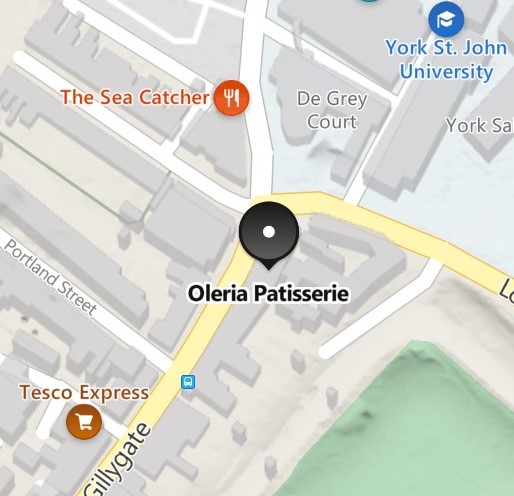 York St. John
University
The Sea Catcher
De Grey
Court
York Sal
Oleria Patisserie
Portland Street
Lo
Tesco Express
Gillygate